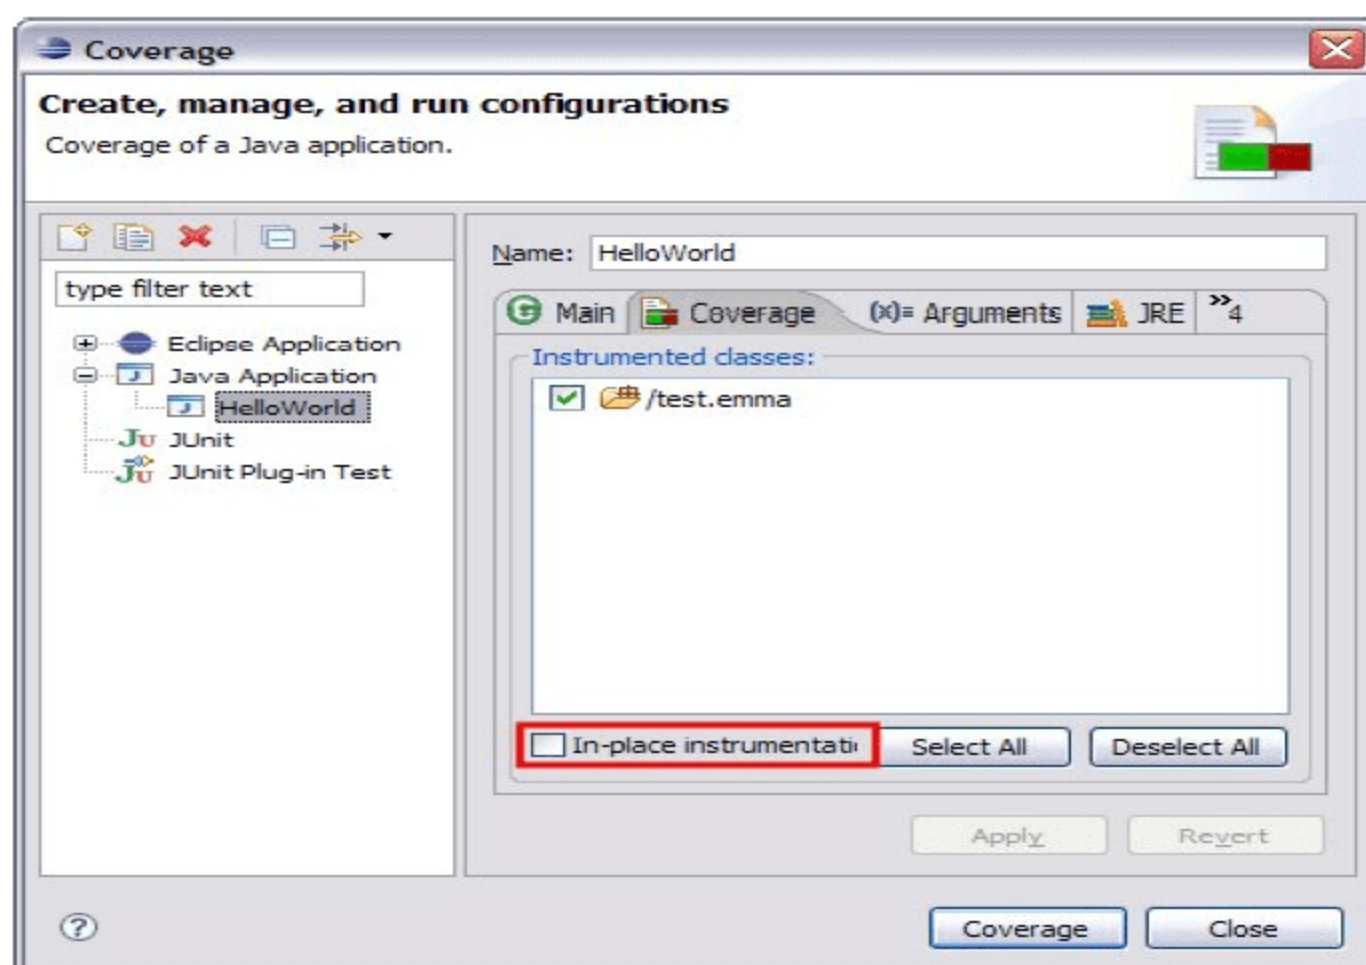 Coverage
Create, manage, and run configurations
Coverage of a Java application.
type filter text
Eclipse Application
Java Application
HelloWorld
JUnit
JUnit Plug-in Test
Name: HelloWorld
Main Coverage (x)= Arguments JRE »4
Instrumented classes:
/test.emma
In-place instrumentati
Select All Deselect All
Apply Revert
Coverage Close